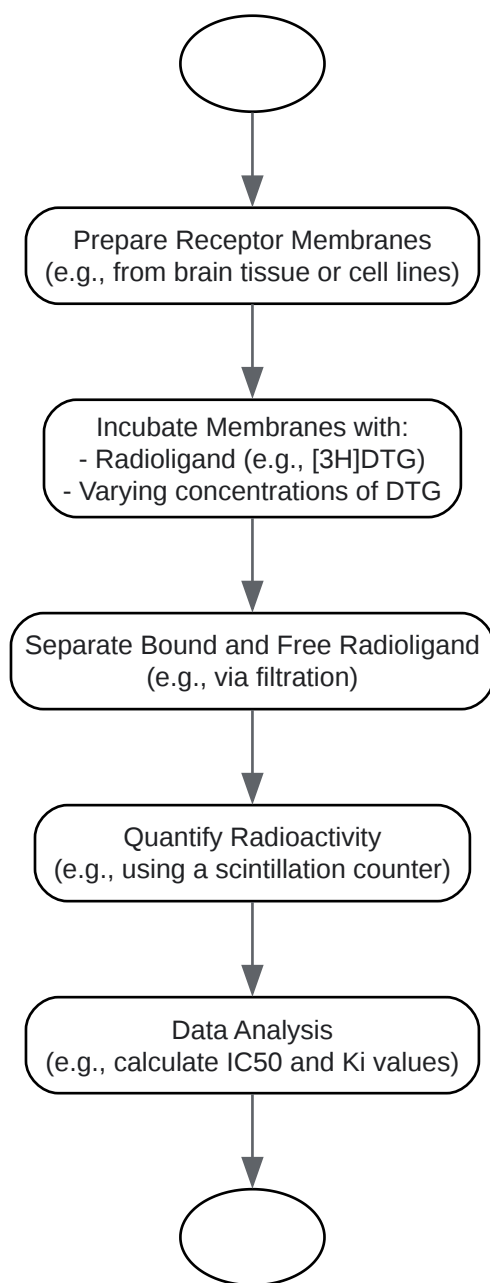 Prepare Receptor Membranes
(e.g., from brain tissue or cell lines)
Incubate Membranes with:
- Radioligand (e.g., [3H]DTG)
- Varying concentrations of DTG
Separate Bound and Free Radioligand
(e.g., via filtration)
Quantify Radioactivity
(e.g., using a scintillation counter)
Data Analysis
(e.g., calculate IC50 and Ki values)